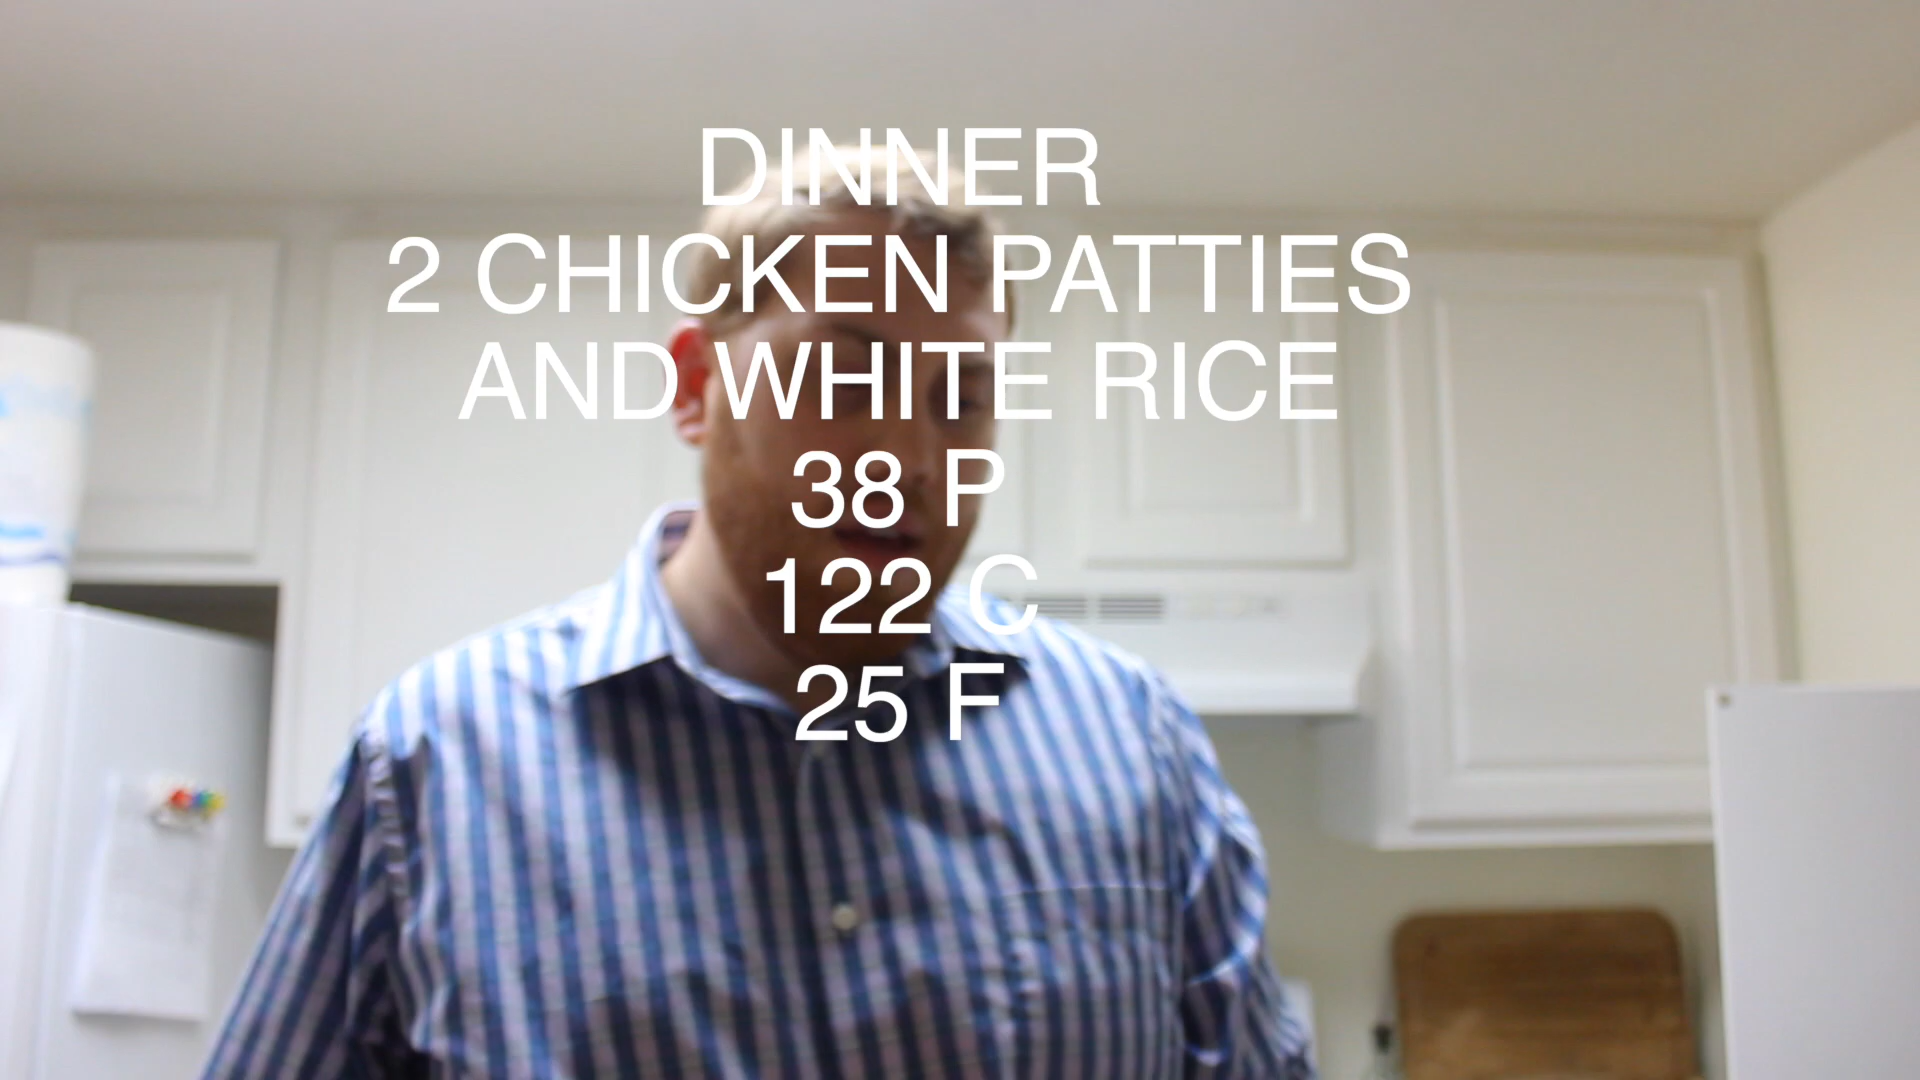 DINNER
2 CHICKEN PATTIES
AND WHITE RICE
38 P
122 C
25 F